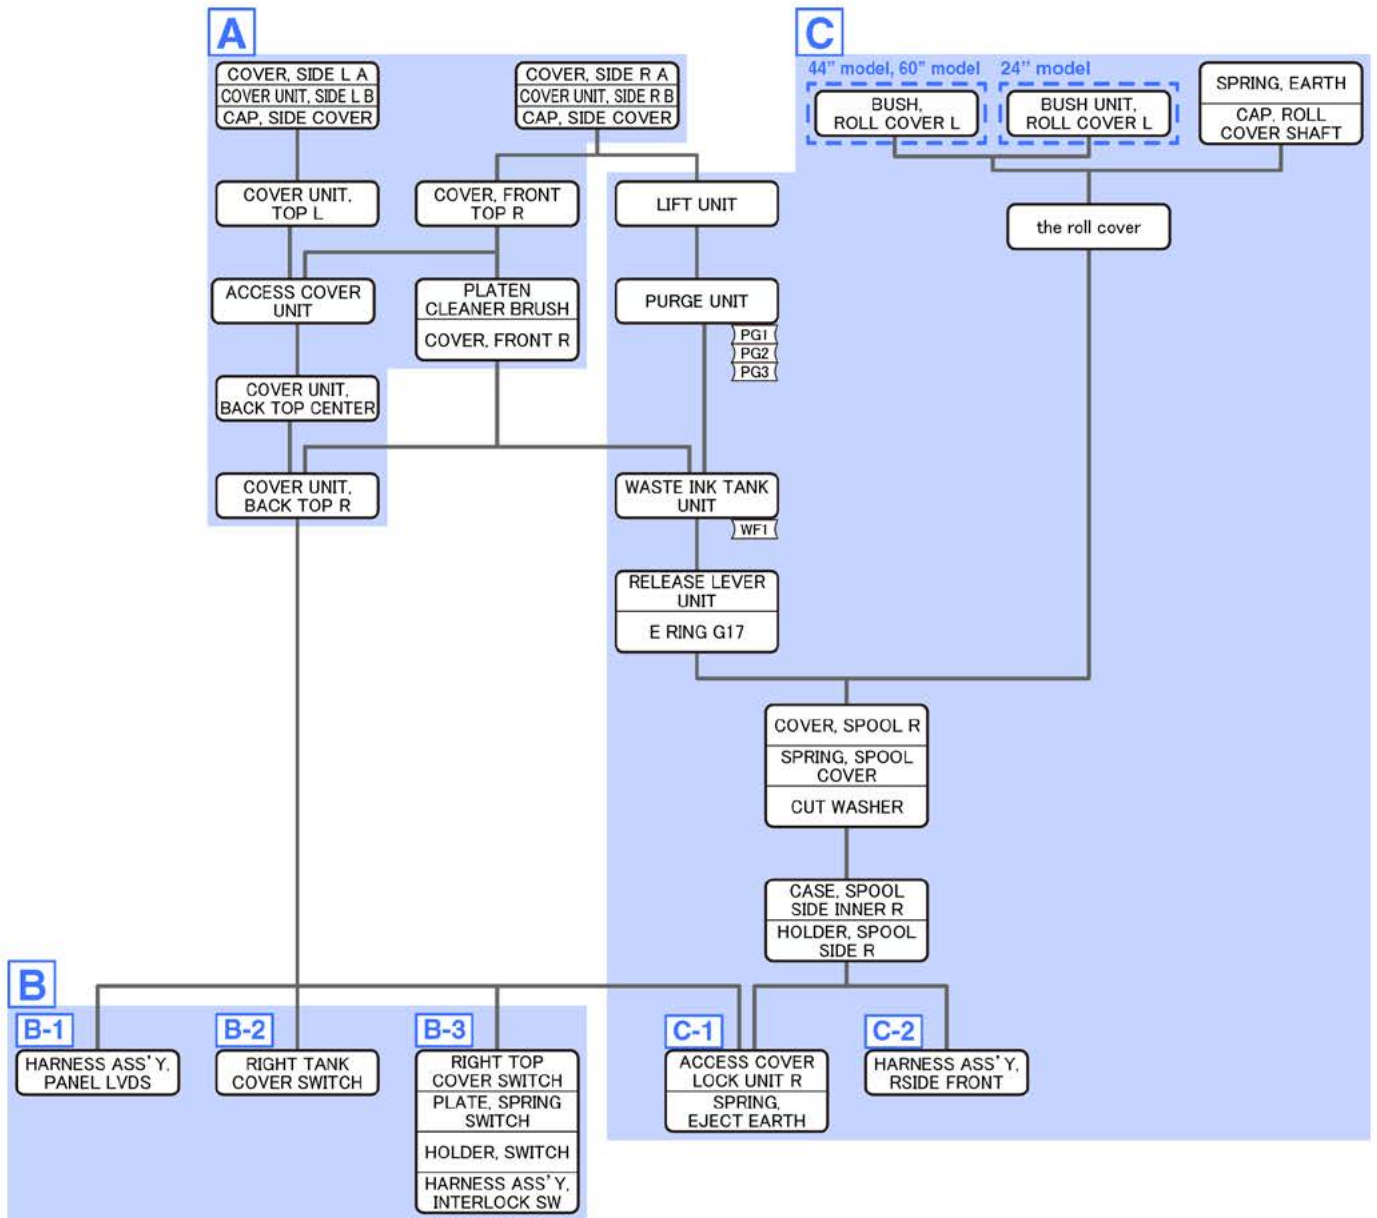 A
COVER, SIDE L A
COVER UNIT, SIDE L B
CAP, SIDE COVER
COVER, SIDE R A
COVER UNIT, SIDE R B
CAP, SIDE COVER
COVER UNIT,
TOP L
COVER, FRONT
TOP R
ACCESS COVER
UNIT
PLATEN
CLEANER BRUSH
COVER, FRONT R
COVER UNIT,
BACK TOP CENTER
COVER UNIT,
BACK TOP R
C
44" model, 60" model
BUSH,
ROLL COVER L
24" model
BUSH UNIT,
ROLL COVER L
SPRING, EARTH
CAP, ROLL
COVER SHAFT
LIFT UNIT
the roll cover
PURGE UNIT
PG1
PG2
PG3
WASTE INK TANK
UNIT
WF1
RELEASE LEVER
UNIT
E RING G17
COVER, SPOOL R
SPRING, SPOOL
COVER
CUT WASHER
CASE, SPOOL
SIDE INNER R
HOLDER, SPOOL
SIDE R
B
B-1
HARNESS ASS'Y,
PANEL LVDS
B-2
RIGHT TANK
COVER SWITCH
B-3
RIGHT TOP
COVER SWITCH
PLATE, SPRING
SWITCH
HOLDER, SWITCH
HARNESS ASS'Y,
INTERLOCK SW
C-1
ACCESS COVER
LOCK UNIT R
SPRING,
EJECT EARTH
C-2
HARNESS ASS'Y,
RSIDE FRONT